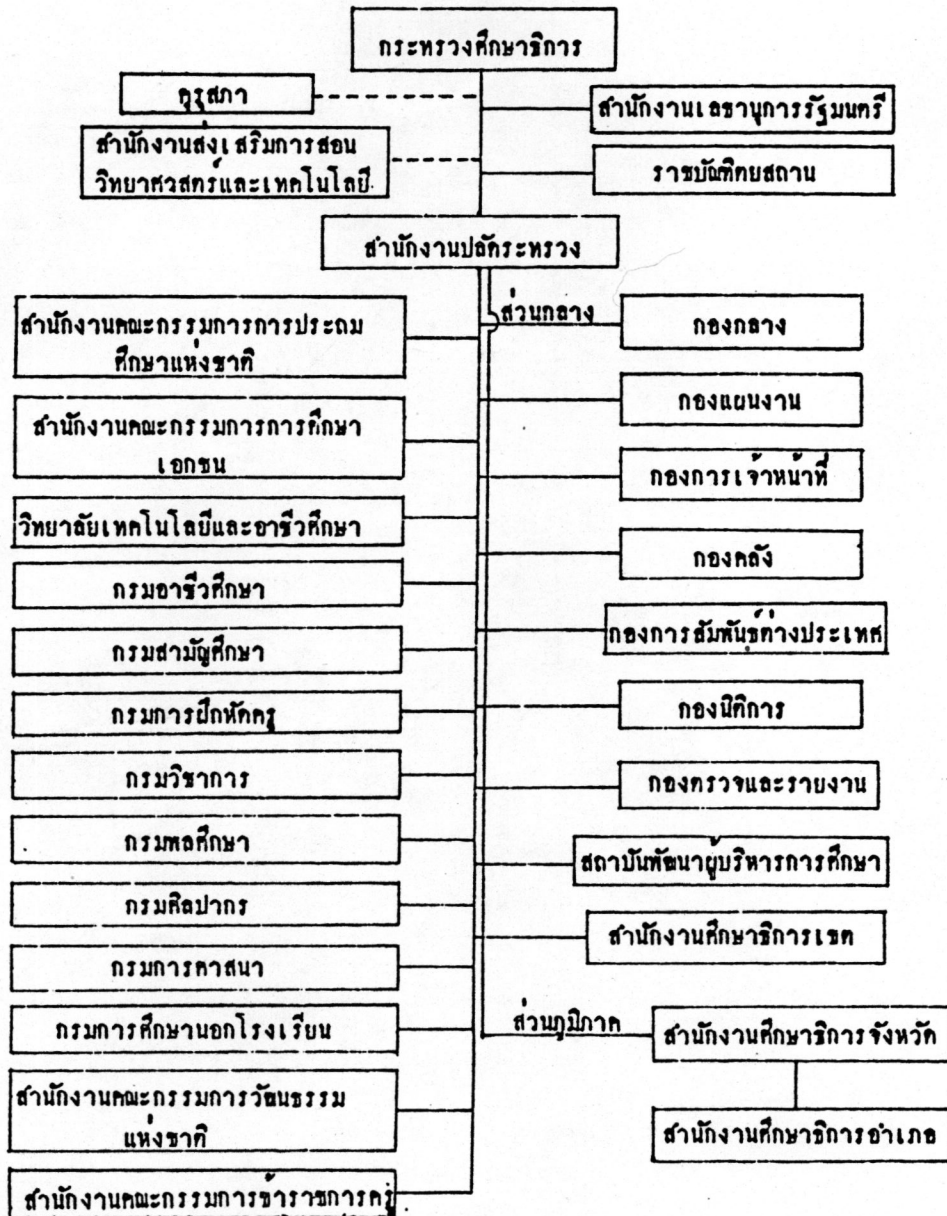 กระทรวงศึกษาธิการ
คุรุสภา
สำนักงานเลขานุการรัฐมนตรี
สำนักงานส่งเสริมการสอน
วิทยาศวสตร์และเทคโนโลยี
ราชบัณฑิตยสถาน
สำนักงานปลัดระทรวง
ส่วนกลาง
สำนักงานคณะกรรมการการประถม
ศึกษาแห่งชาติ
กองกลาง
กองแผนงาน
สำนักงานคณะกรรมการการศึกษา
เอกชน
กองการเจ้าหน้าที่
วิทยาลัยเทคโนโลยีและอาชีวศึกษา
กองคลัง
กรมอาชีวศึกษา
กองการสัมพันธ์ต่างประเทศ
กรมสามัญศึกษา
กองนิติการ
กรมการฝึกหัดครู
กรมวิชาการ
กองตรวจและรายงาน
กรมพลศึกษา
สถาบันพัฒนาผู้บริหารการศึกษา
กรมศิลปากร
สำนักงานศึกษาธิการเขต
กรมการศาสนา
ส่วนภูมิภาค
กรมการศึกษานอกโรงเรียน
สำนักงานศึกษาธิการจังหวัด
สำนักงานคณะกรรมการวัฒนธรรม
แห่งชาติ
สำนักงานศึกษาธิการอำเภอ
สำนักงานคณะกรรมการข้าราชการครู